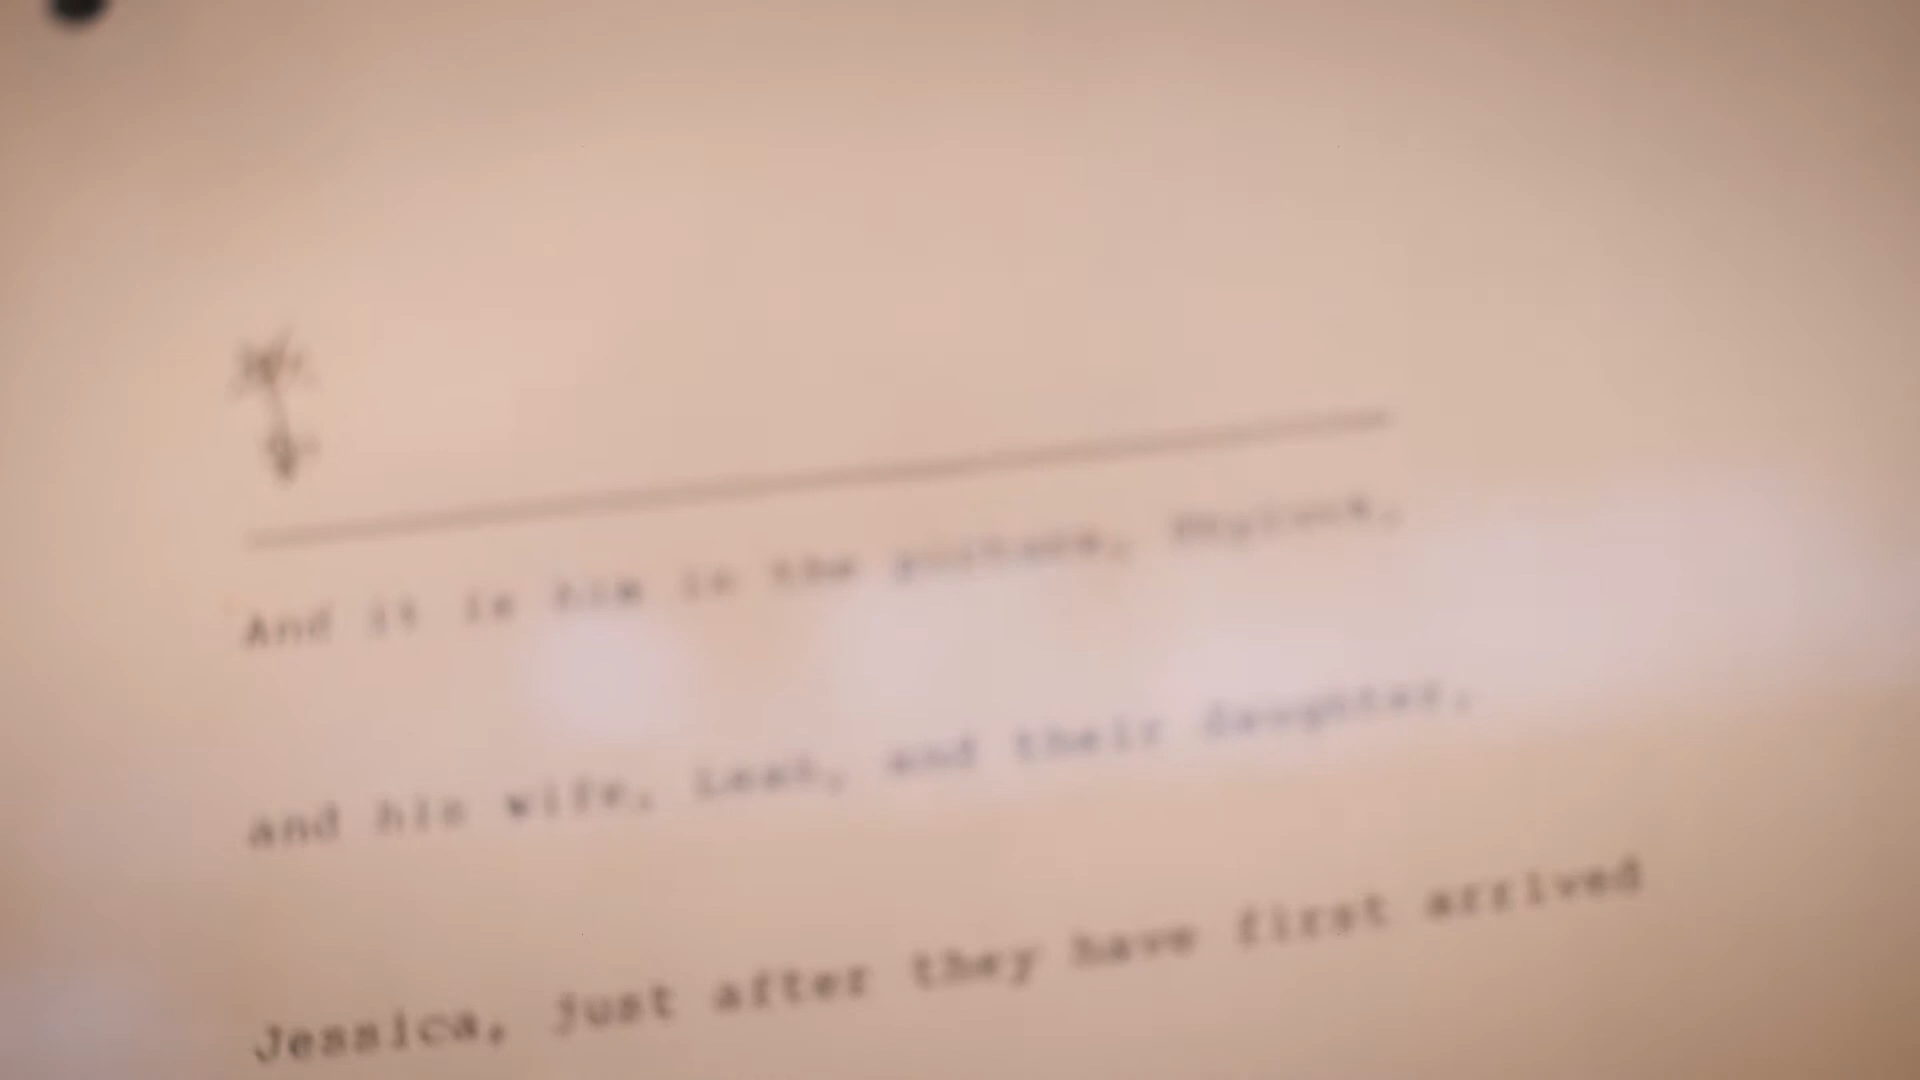 And it is him in the picture, Shylock,
and his wife, Leah, and their daughter,
Jessica, just after they have first arrived